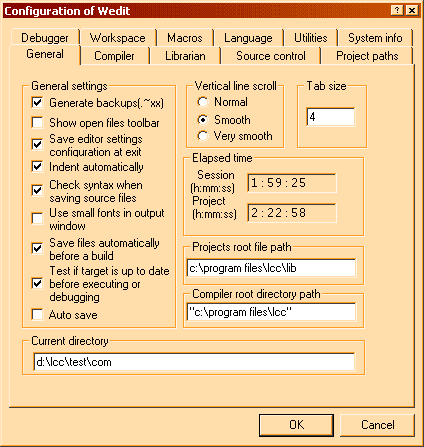 Configuration of Wedit
Debugger Workspace Macros Language Utilities System info
General Compiler Librarian Source control Project paths
General settings
Generate backups(.~xx)
Show open files toolbar
Save editor settings
configuration at exit
Indent automatically
Check syntax when
saving source files
Use small fonts in output
window
Save files automatically
before a build
Test if target is up to date
before executing or
debugging
Auto save
Vertical line scroll
Normal
Smooth
Very smooth
Tab size
4
Elapsed time
Session
(h:mm:ss)
1:59:25
Project
(h:mm:ss)
2:22:58
Projects root file path
c:\program files\lcc\lib
Compiler root directory path
"c:\program files\lcc"
Current directory
d:\lcc\test\com
OK Cancel